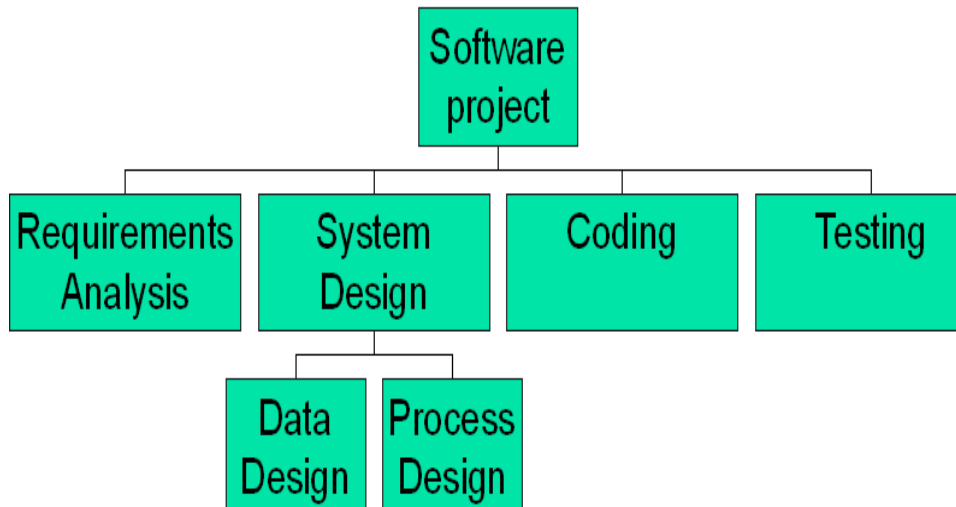 Software
project
Requirements
Analysis
System
Design
Coding
Testing
Data
Design
Process
Design